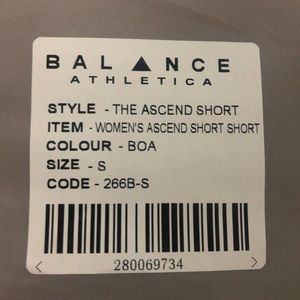 BAL▲NCE
ATHLETICA
STYLE - THE ASCEND SHORT
ITEM - WOMEN'S ASCEND SHORT SHORT
COLOUR - BOA
SIZE - S
CODE - 266B-S
280069734